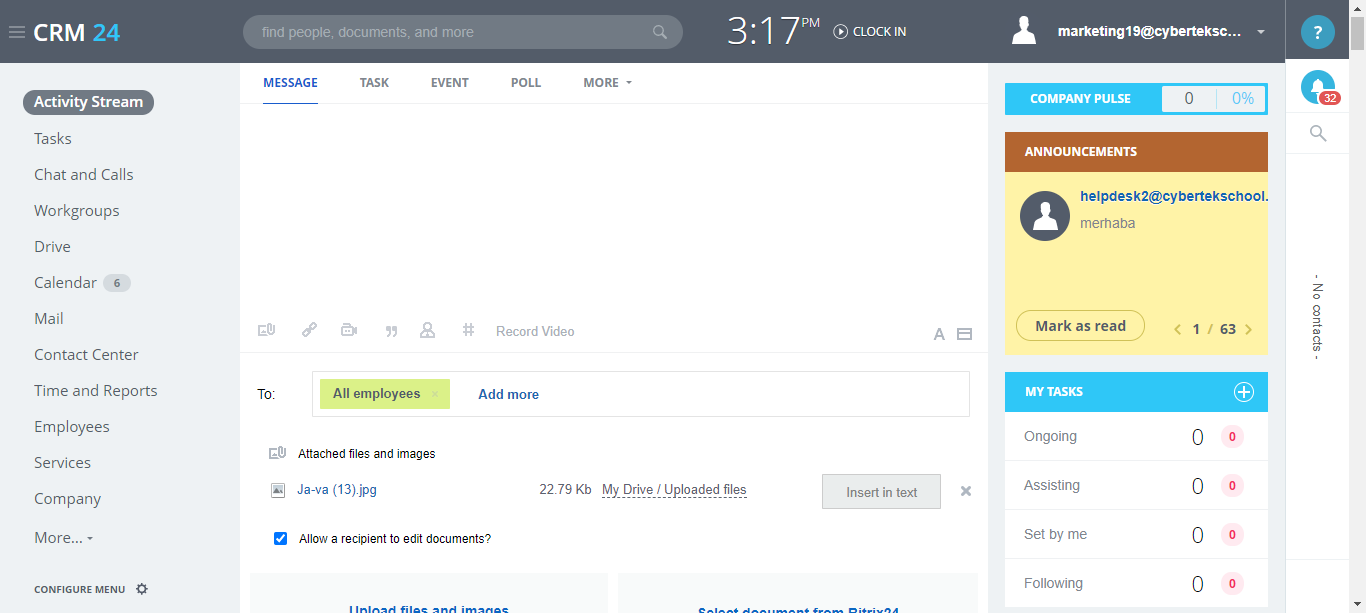 CRM 24
find people, documents, and more
3:17 PM
CLOCK IN
marketing19@cyberteksc...
?
32
Activity Stream
Tasks
Chat and Calls
Workgroups
Drive
Calendar 6
Mail
Contact Center
Time and Reports
Employees
Services
Company
More...
CONFIGURE MENU
MESSAGE TASK EVENT POLL MORE
Record Video
A
To: All employees × Add more
Attached files and images
Ja-va (13).jpg 22.79 Kb My Drive / Uploaded files Insert in text
Allow a recipient to edit documents?
Upload files and images Select document from Bitrix24
COMPANY PULSE 0 0%
ANNOUNCEMENTS
helpdesk2@cybertekschool.
merhaba
Mark as read 1 / 63
MY TASKS
Ongoing 0 0
Assisting 0 0
Set by me 0 0
Following 0 0
- No contacts -